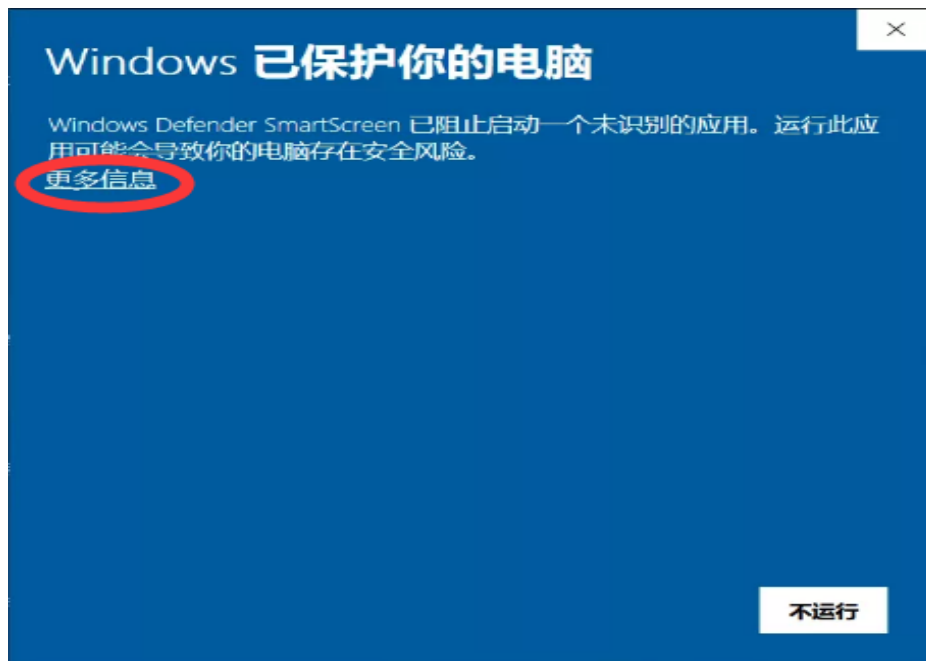 Windows 已保护你的电脑
Windows Defender SmartScreen 已阻止启动一个未识别的应用。运行此应
用可能会导致你的电脑存在安全风险。
更多信息
不运行